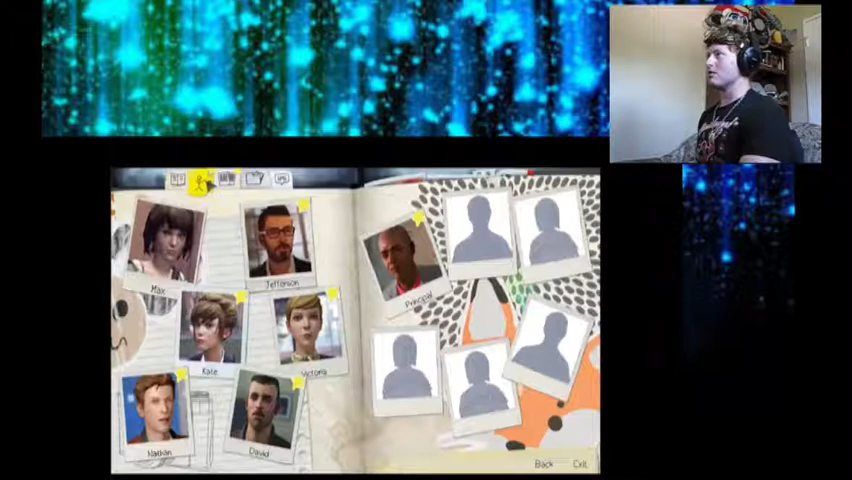 Max
Jefferson
Principal
Kate
Victoria
Nathan
David
Back
Exit